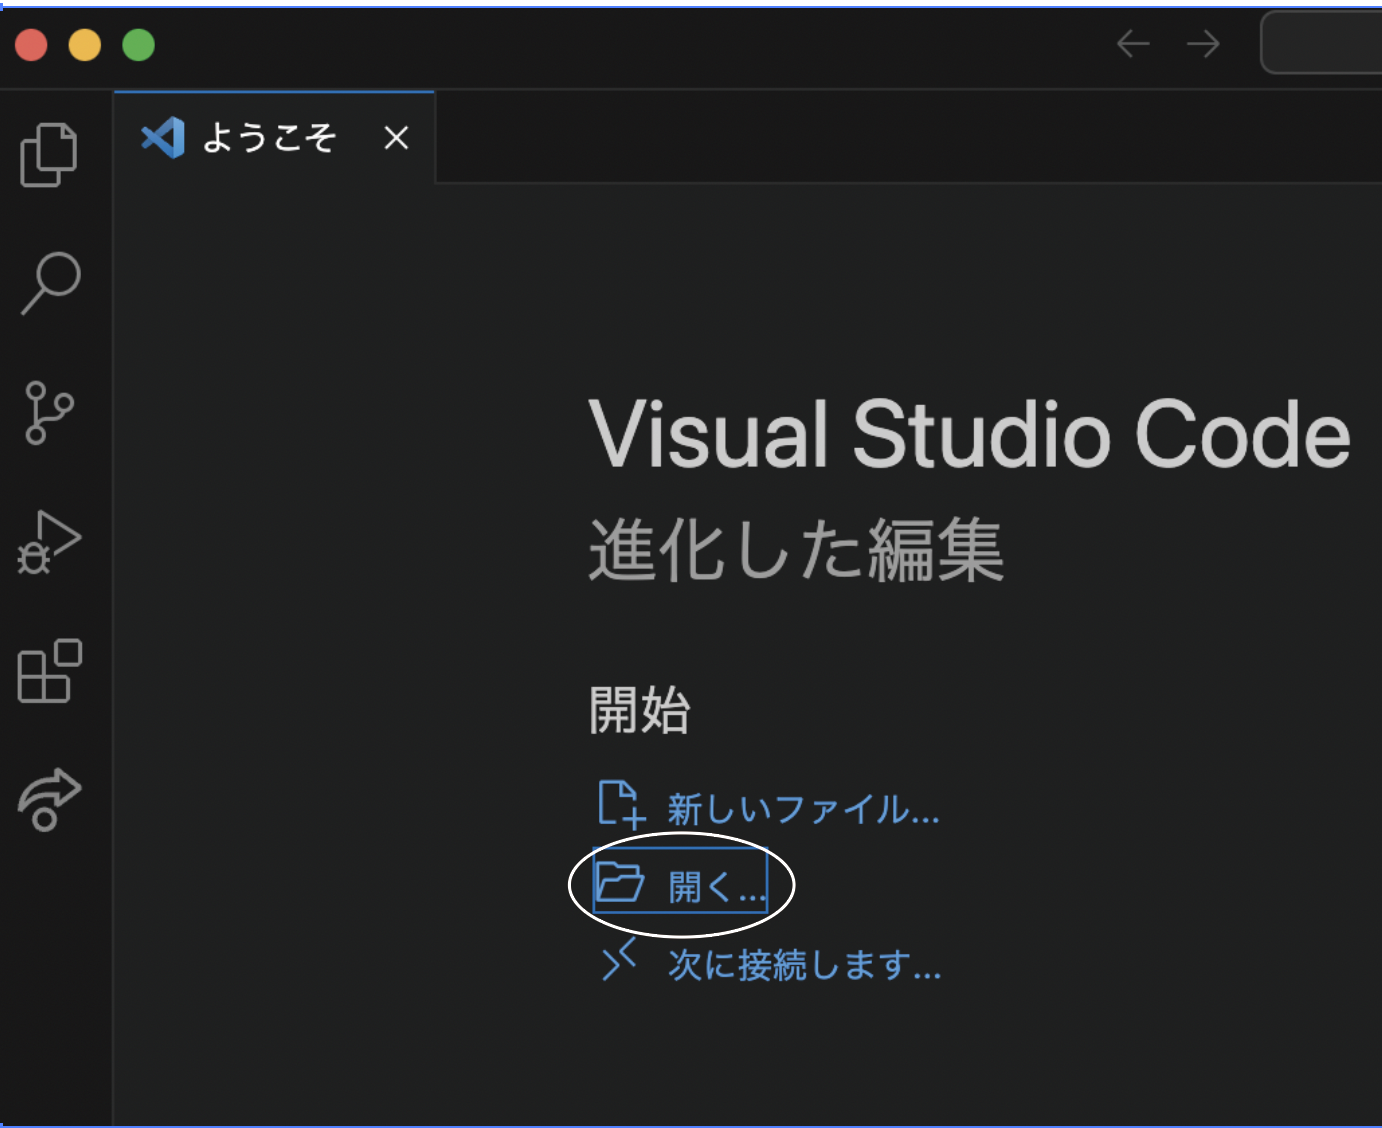 ようこそ
Visual Studio Code
進化した編集
開始
新しいファイル...
開く...
次に接続します...